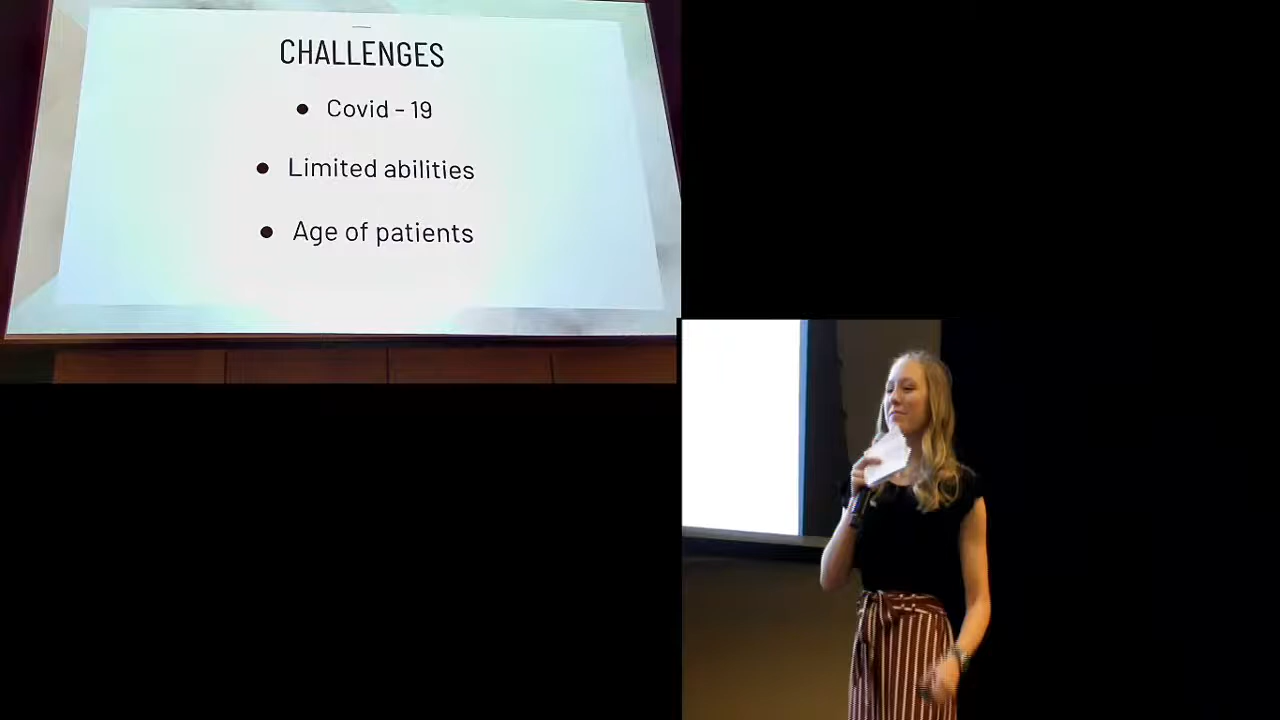 CHALLENGES
● Covid - 19
● Limited abilities
● Age of patients